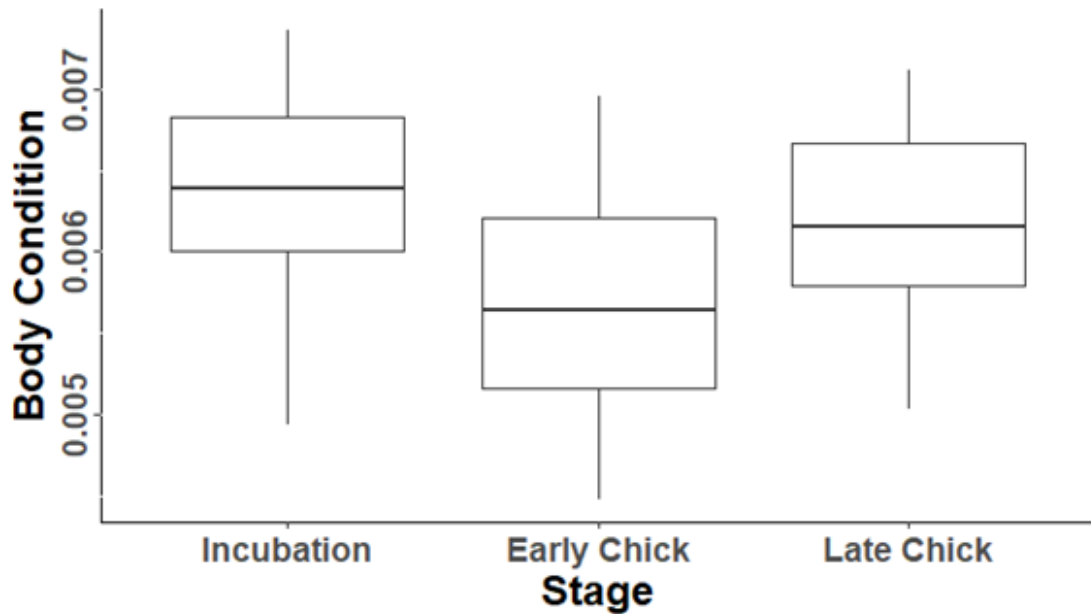 Body Condition
0.007
0.006
0.005
Incubation Early Chick Late Chick
Stage